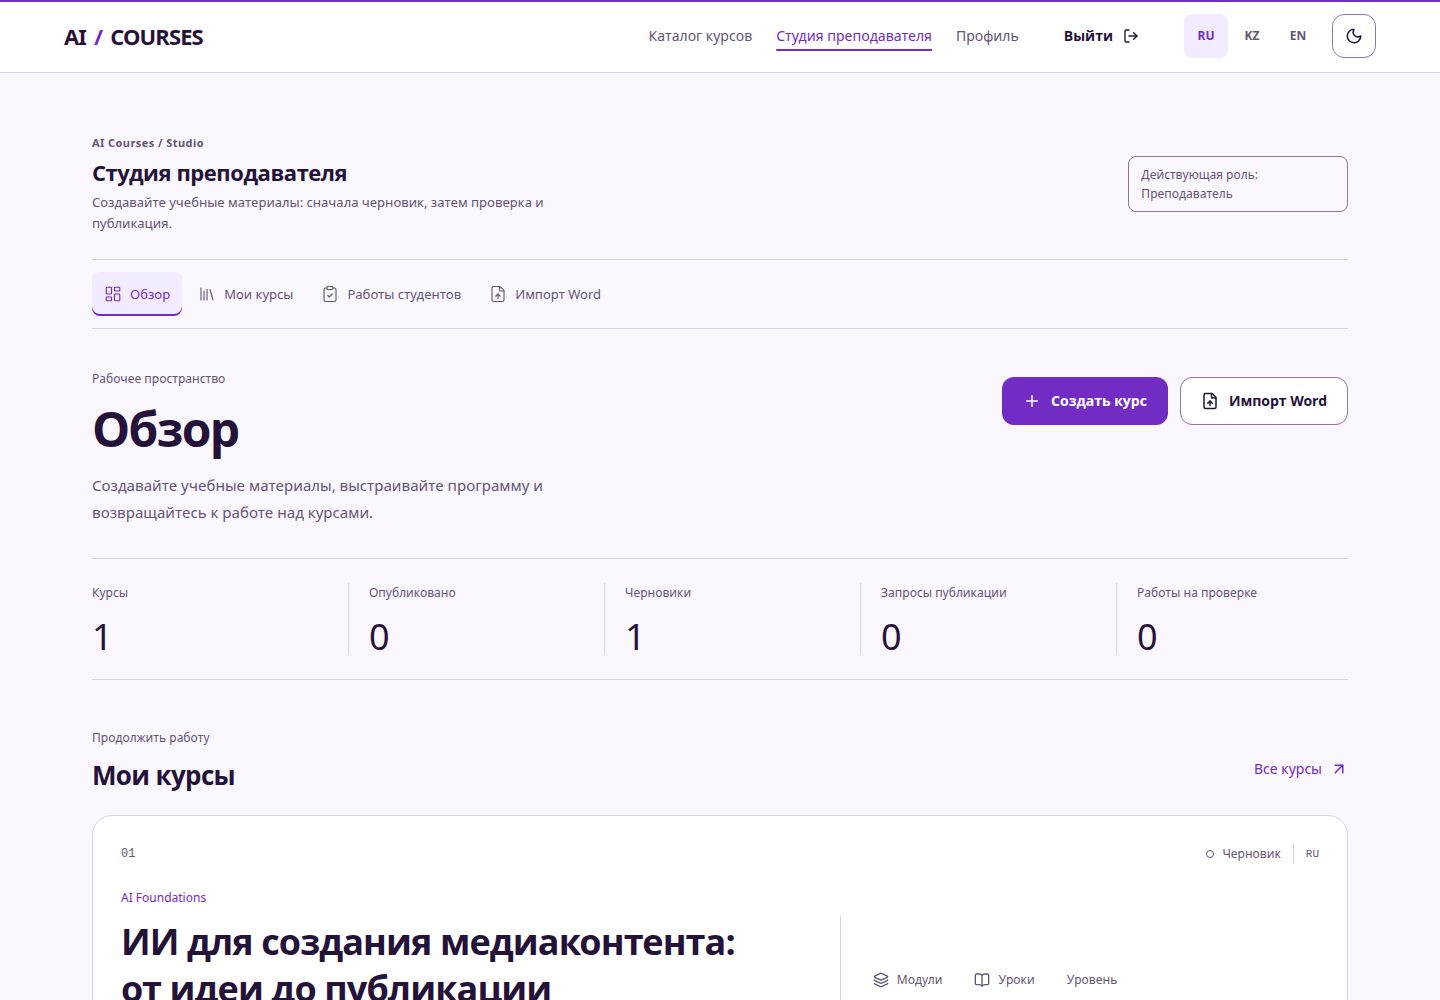 AI / COURSES
Каталог курсов
Студия преподавателя
Профиль
Выйти
RU
KZ
EN
AI Courses / Studio
Студия преподавателя
Создавайте учебные материалы: сначала черновик, затем проверка и
публикация.
Действующая роль:
Преподаватель
Обзор
Мои курсы
Работы студентов
Импорт Word
Рабочее пространство
Обзор
Создавайте учебные материалы, выстраивайте программу и
возвращайтесь к работе над курсами.
Создать курс
Импорт Word
Курсы
1
Опубликовано
0
Черновики
1
Запросы публикации
0
Работы на проверке
0
Продолжить работу
Мои курсы
Все курсы
01
Черновик
RU
AI Foundations
ИИ для создания медиаконтента:
от идеи до публикации
Модули
Уроки
Уровень